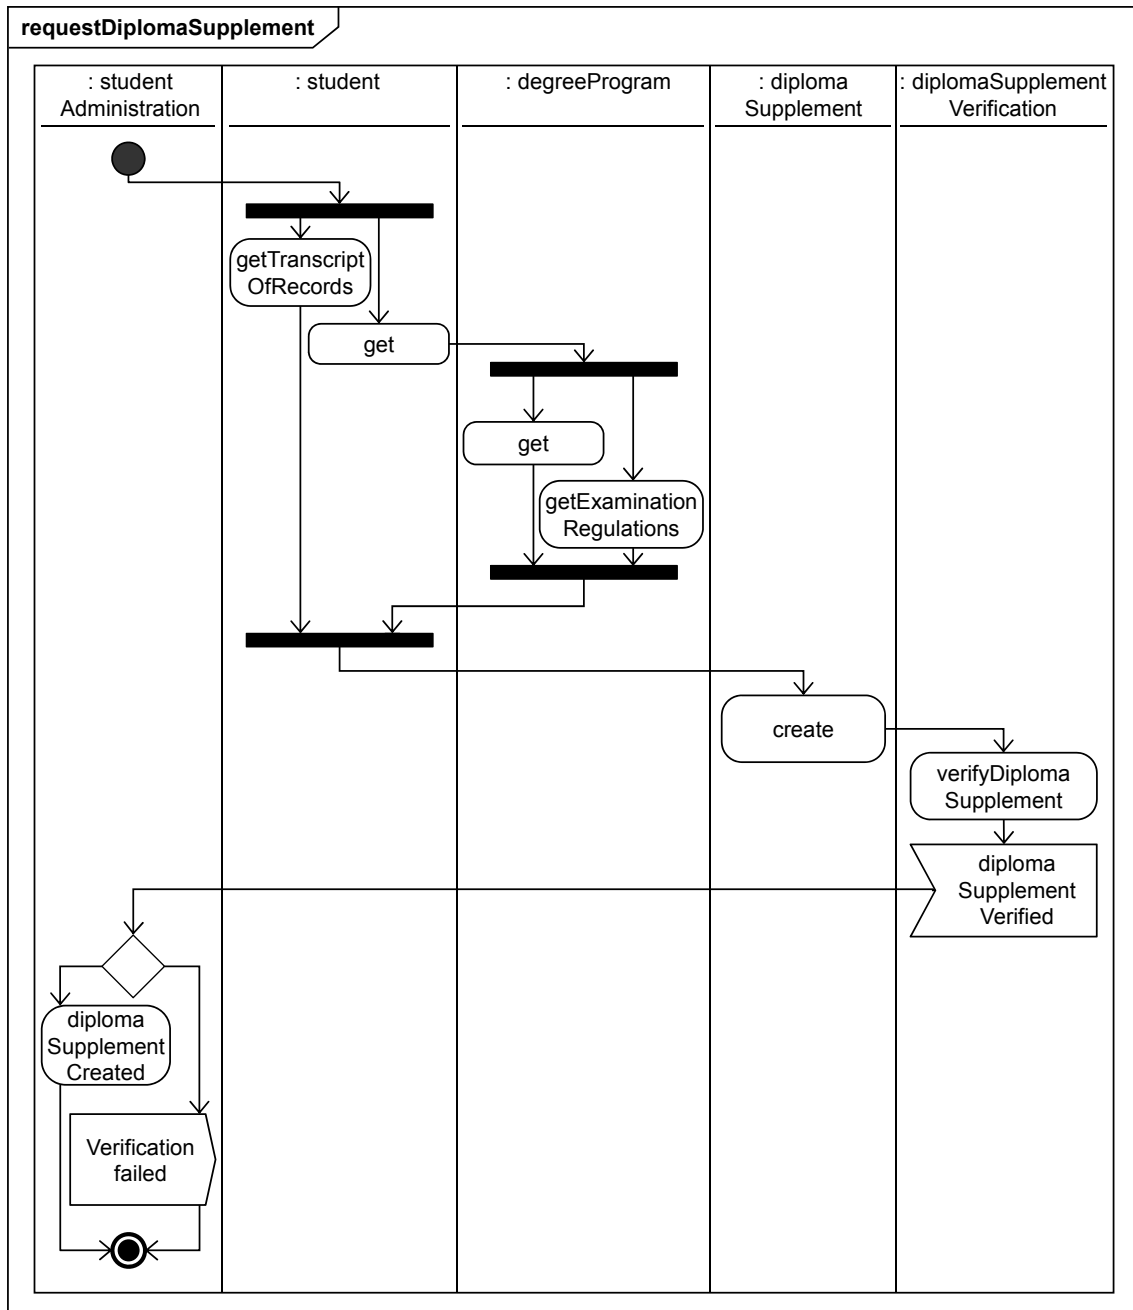 requestDiplomaSupplement
: student
Administration
: student
: degreeProgram
: diploma
Supplement
: diplomaSupplement
Verification
getTranscript
OfRecords
get
get
getExamination
Regulations
create
verifyDiploma
Supplement
diploma
Supplement
Verified
diploma
Supplement
Created
Verification
failed